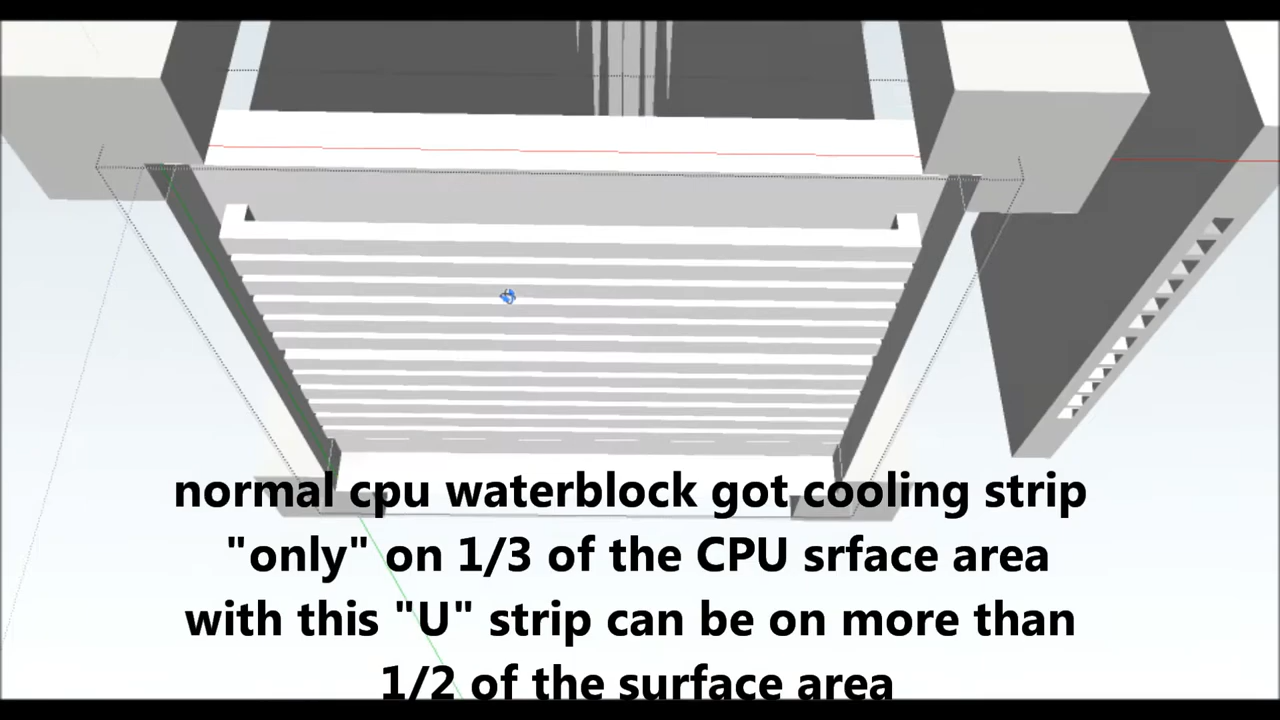 normal cpu waterblock got cooling strip
"only" on 1/3 of the CPU srface area
with this "U" strip can be on more than
1/2 of the surface area